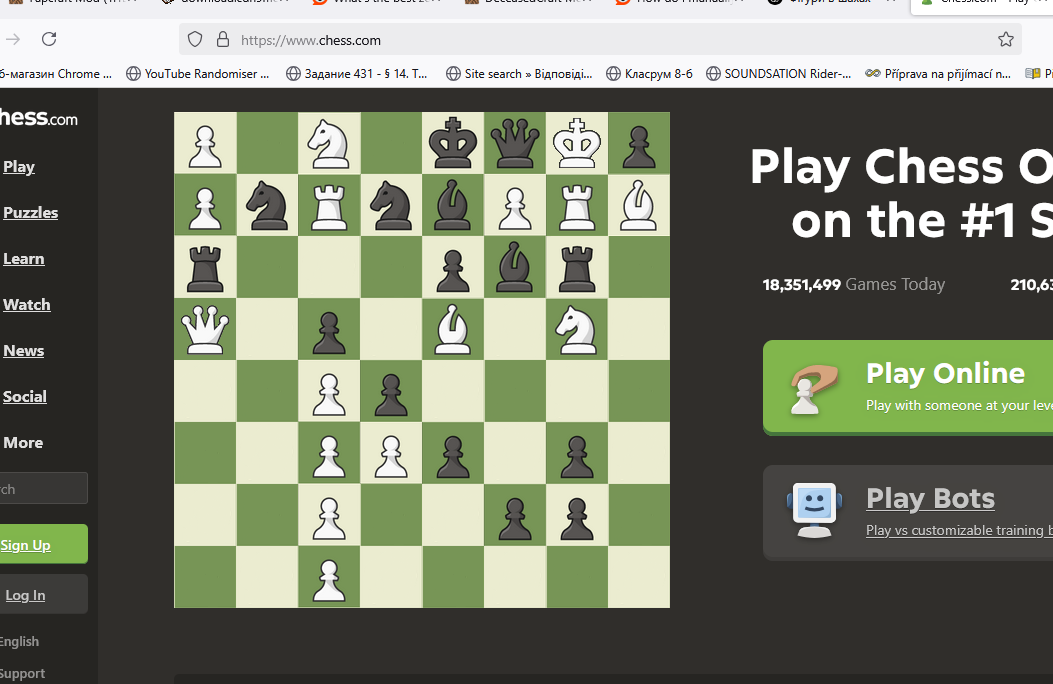 https://www.chess.com
б-магазин Chrome ...
YouTube Randomiser ...
Задание 431 - § 14. Т...
Site search » Відповіді...
Класрум 8-б
SOUNDSATION Rider-...
Příprava na přijímací n...
hess.com
Play
Puzzles
Learn
Watch
News
Social
More
rch
Sign Up
Log In
English
Support
Play Chess O
on the #1 S
18,351,499 Games Today
210,63
Play Online
Play with someone at your leve
Play Bots
Play vs customizable training b